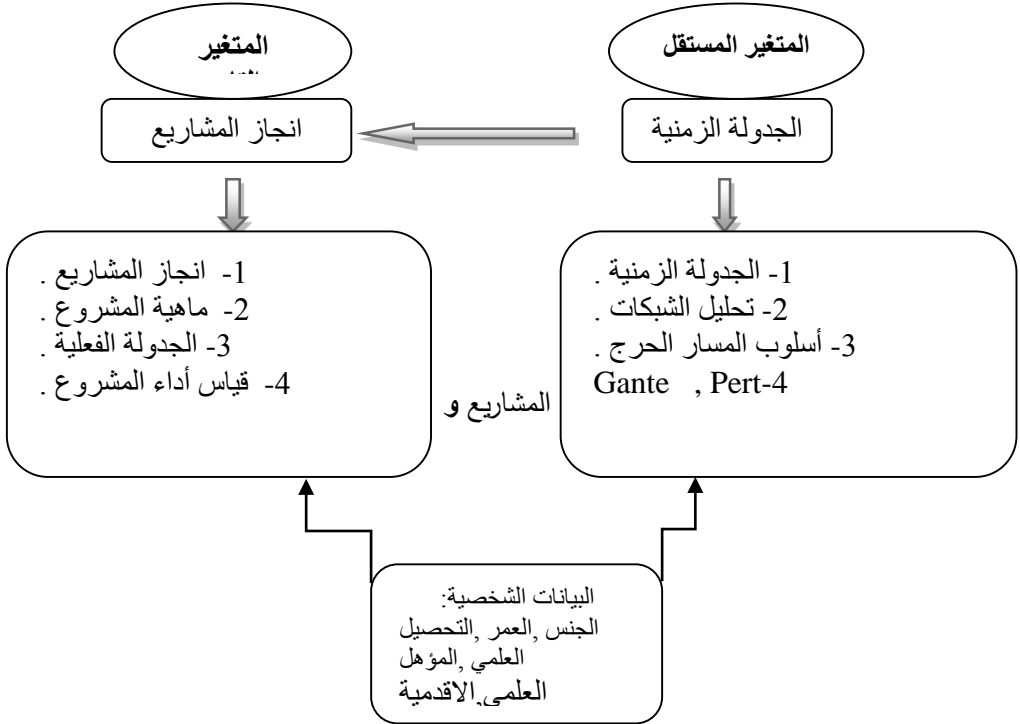 المتغير المستقل
المتغير
الجدولة الزمنية
انجاز المشاريع
1- الجدولة الزمنية .
2- تحليل الشبكات .
3- أسلوب المسار الحرج .
Gante , Pert-4
1- انجاز المشاريع .
2- ماهية المشروع .
3- الجدولة الفعلية .
4- قياس أداء المشروع .
المشاريع و
البيانات الشخصية:
الجنس ,العمر ,التحصيل
العلمي ,المؤهل
العلمي,الاقدمية